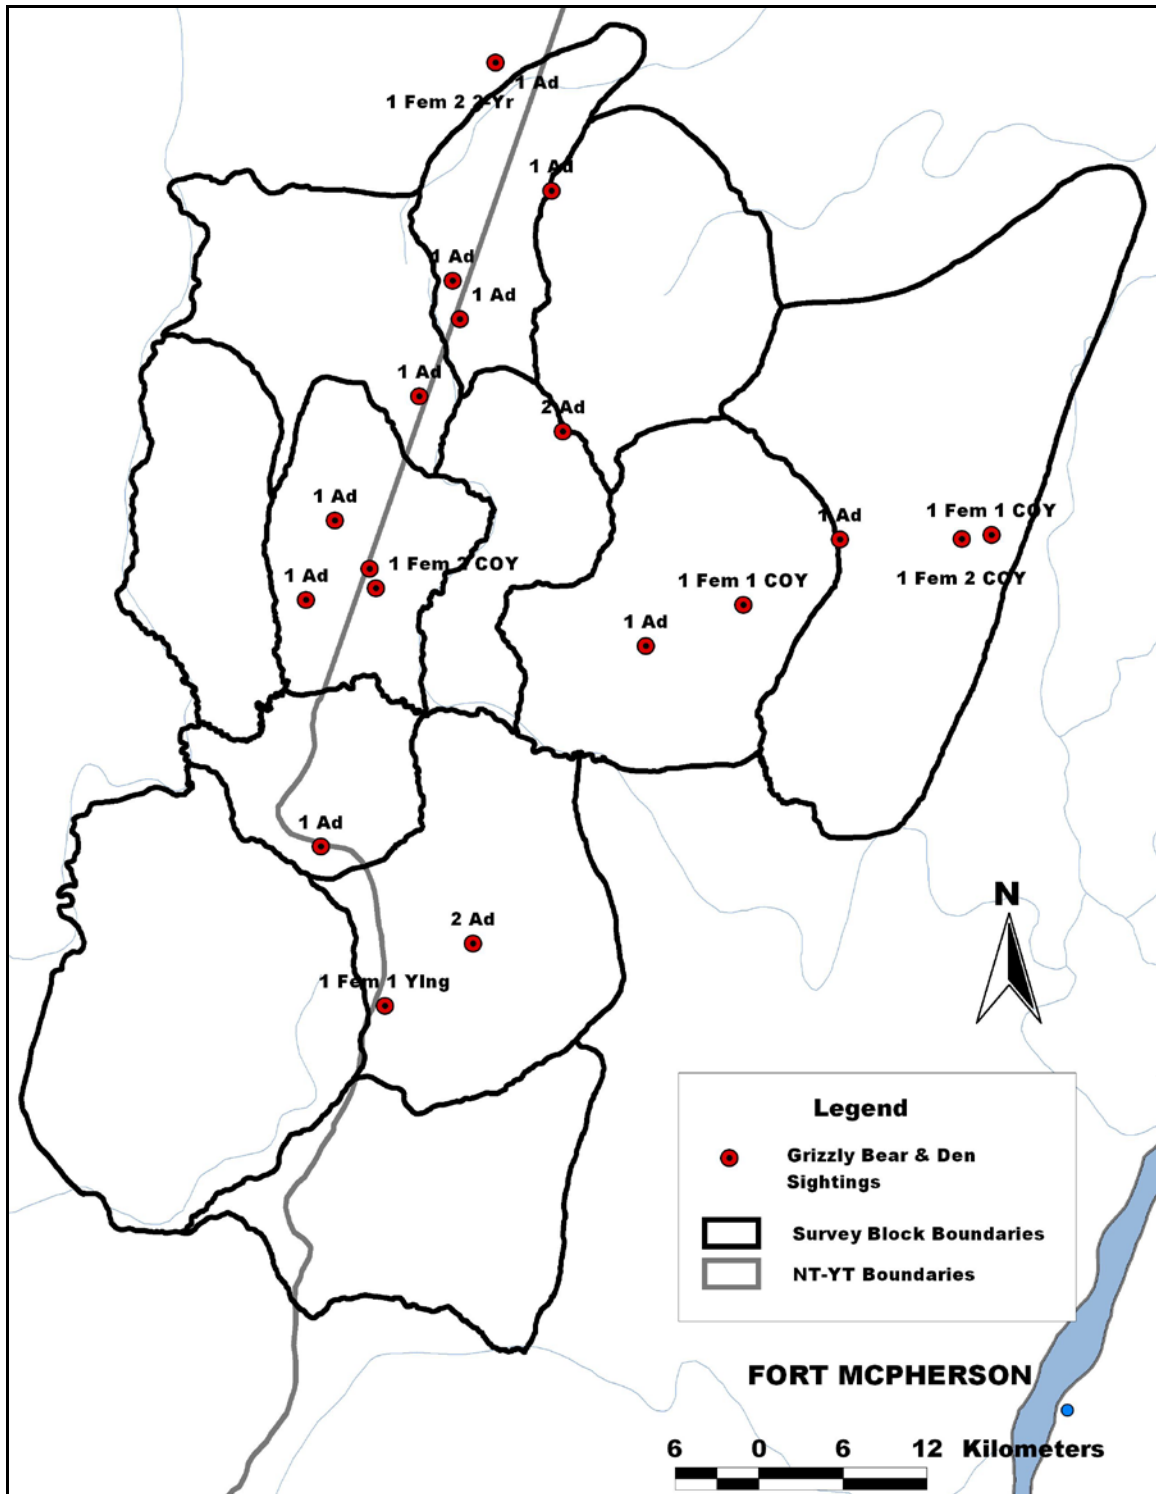 1 Ad
1 Fem 2 2-Yr
1 Ad
1 Ad
1 Ad
1 Ad
2 Ad
1 Ad
1 Ad
1 Fem 1 COY
1 Fem 2 COY
1 Ad
1 Fem 1 COY
1 Fem 2 COY
1 Ad
1 Ad
2 Ad
1 Fem 1 Ylng
N
Legend
Grizzly Bear & Den
Sightings
Survey Block Boundaries
NT-YT Boundaries
FORT MCPHERSON
6 0 6 12 Kilometers